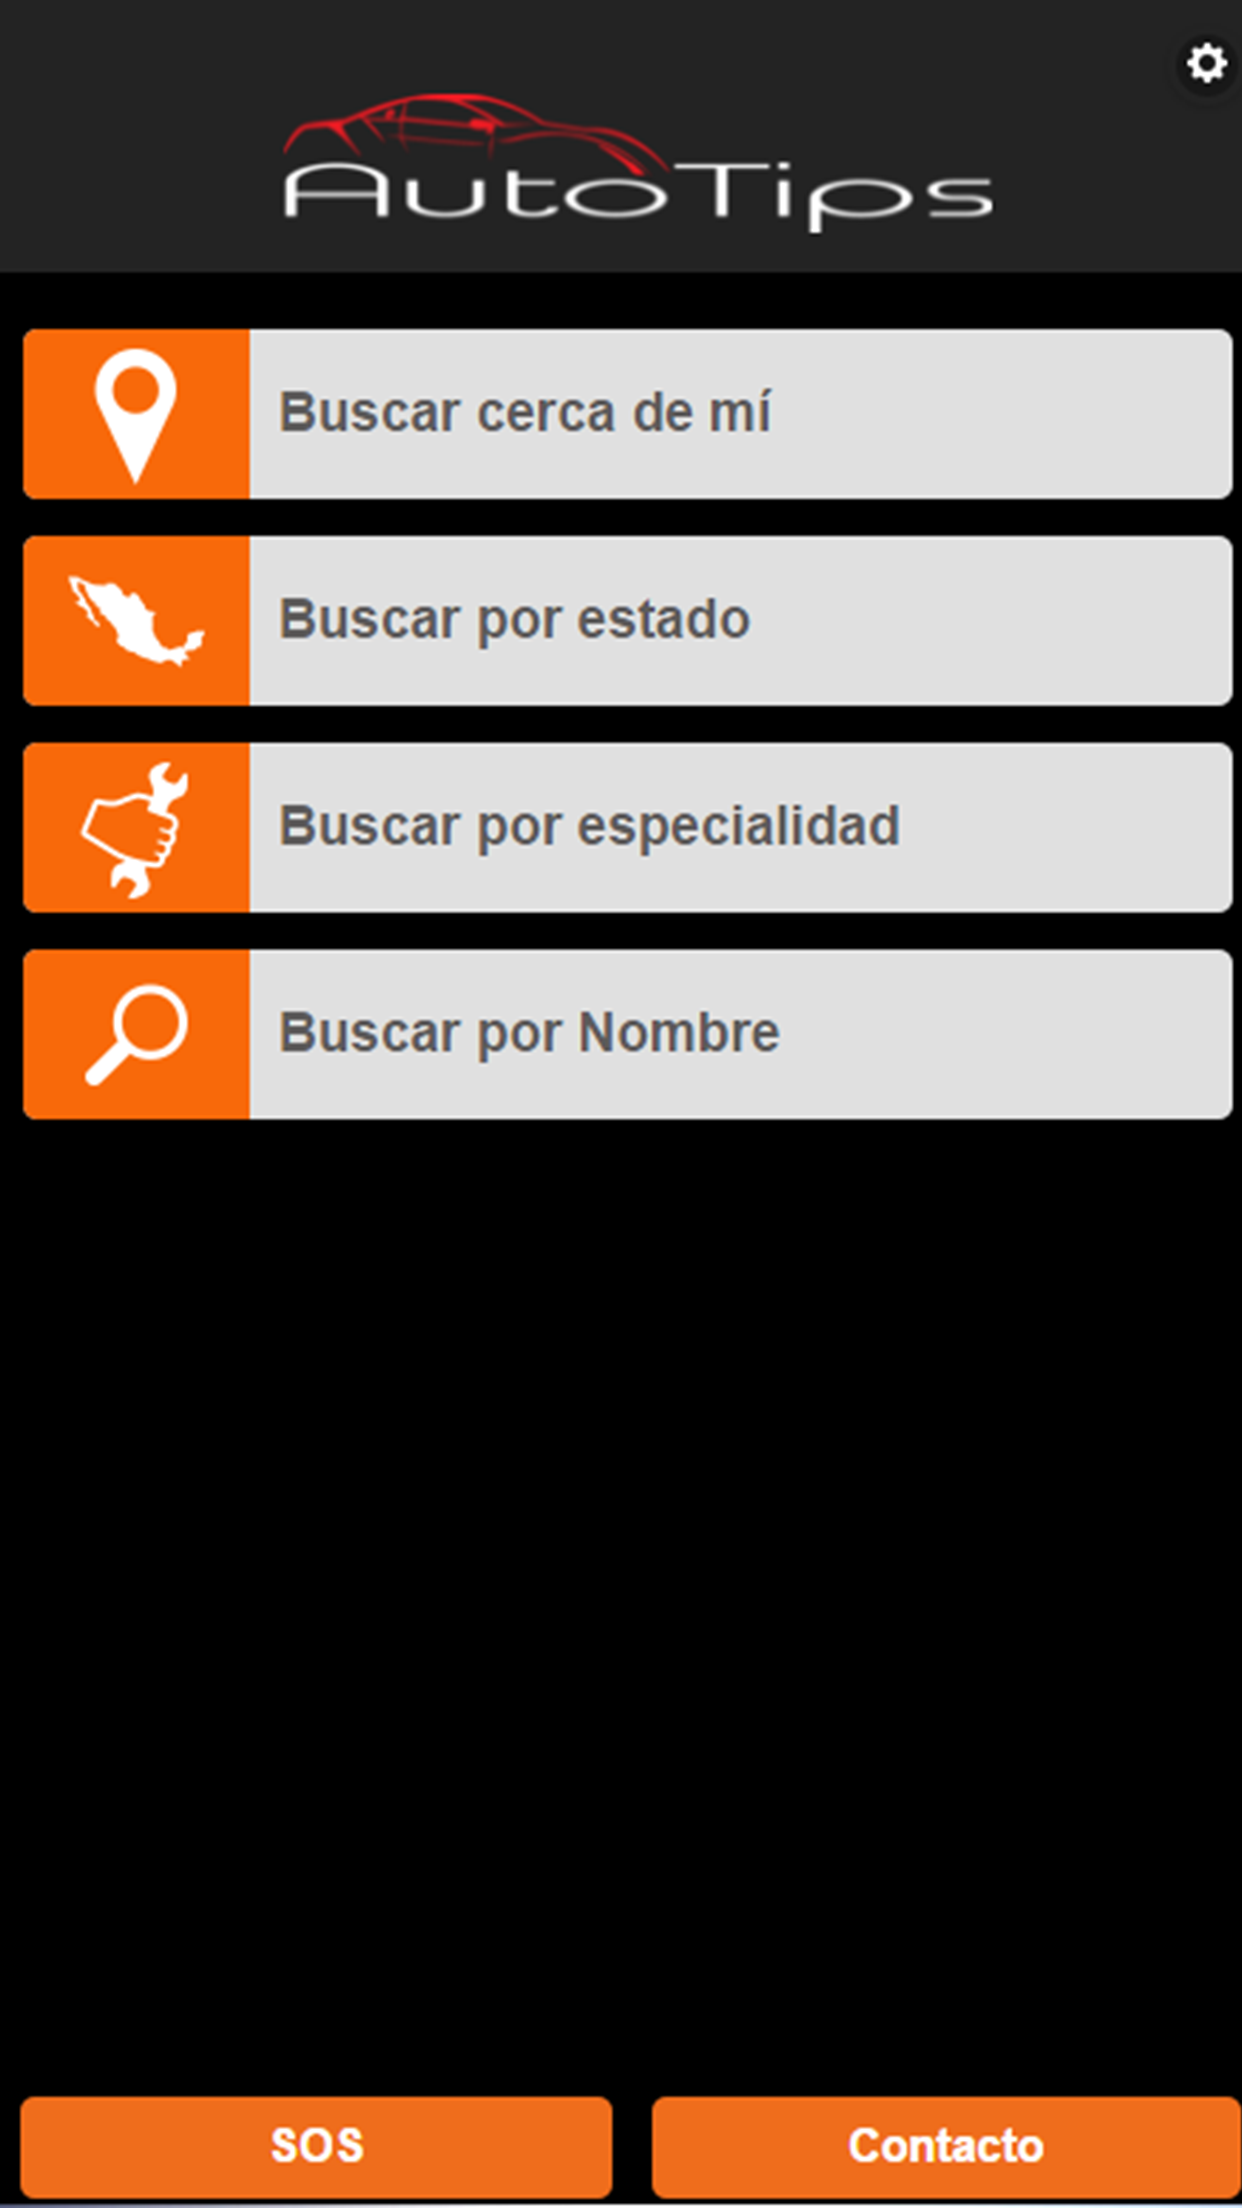 AutoTips
Buscar cerca de mí
Buscar por estado
Buscar por especialidad
Buscar por Nombre
SOS
Contacto